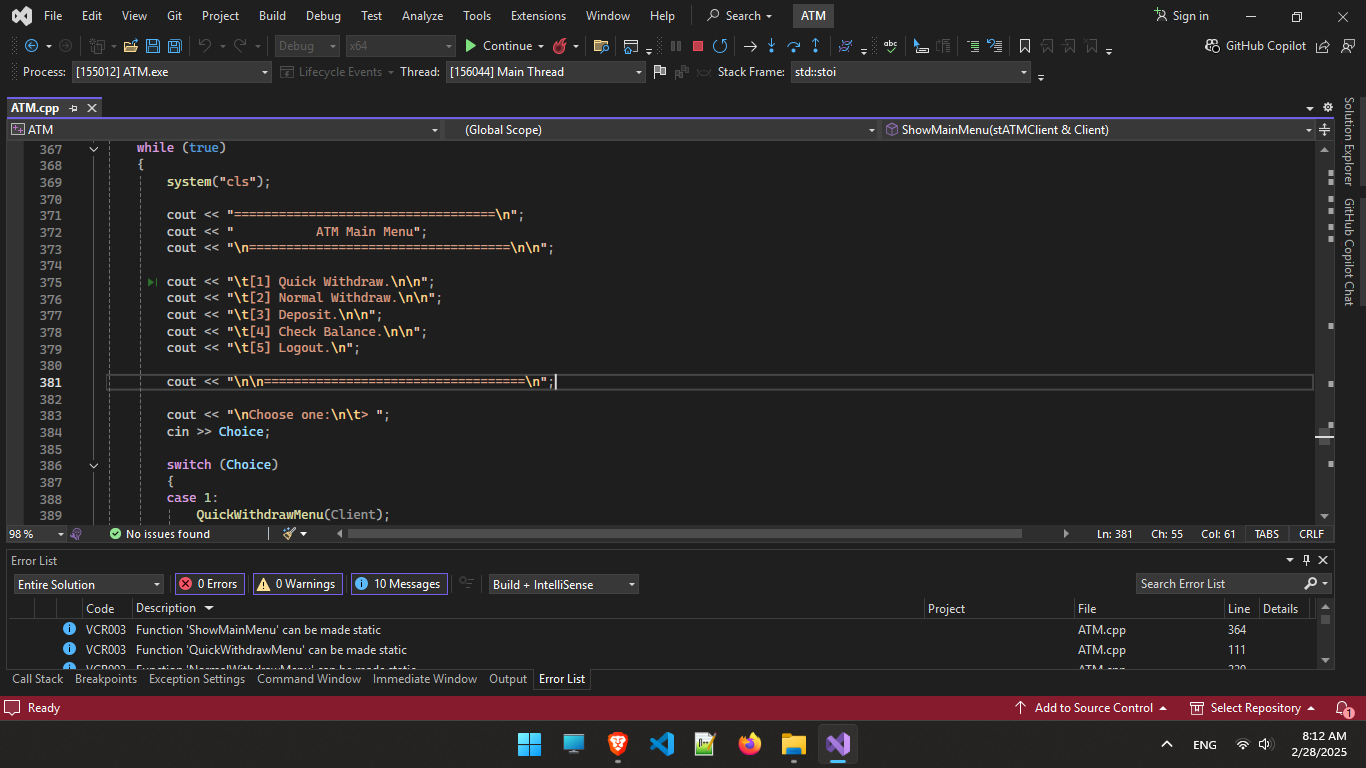 File Edit View Git Project Build Debug Test Analyze Tools Extensions Window Help Search ATM Sign in
Debug x64 Continue GitHub Copilot
Process: [155012] ATM.exe Lifecycle Events Thread: [156044] Main Thread Stack Frame: std::stoi
ATM.cpp
ATM (Global Scope) ShowMainMenu(stATMClient & Client)
367 while (true)
368 {
369 system("cls");
370
371 cout << "===================================\n";
372 cout << "           ATM Main Menu";
373 cout << "\n===================================\n\n";
374
375 cout << "\t[1] Quick Withdraw.\n\n";
376 cout << "\t[2] Normal Withdraw.\n\n";
377 cout << "\t[3] Deposit.\n\n";
378 cout << "\t[4] Check Balance.\n\n";
379 cout << "\t[5] Logout.\n";
380
381 cout << "\n\n===================================\n";
382
383 cout << "\nChoose one:\n\t> ";
384 cin >> Choice;
385
386 switch (Choice)
387 {
388 case 1:
389 QuickWithdrawMenu(Client);
98 % No issues found Ln: 381 Ch: 55 Col: 61 TABS CRLF
Solution Explorer
GitHub Copilot Chat
Error List
Entire Solution 0 Errors 0 Warnings 10 Messages Build + IntelliSense Search Error List
Code Description Project File Line Details
VCR003 Function 'ShowMainMenu' can be made static ATM.cpp 364
VCR003 Function 'QuickWithdrawMenu' can be made static ATM.cpp 111
VCR003 Function 'NormalWithdrawMenu' can be made static ATM.cpp
Call Stack Breakpoints Exception Settings Command Window Immediate Window Output Error List
Ready Add to Source Control Select Repository 1
ENG 8:12 AM
2/28/2025